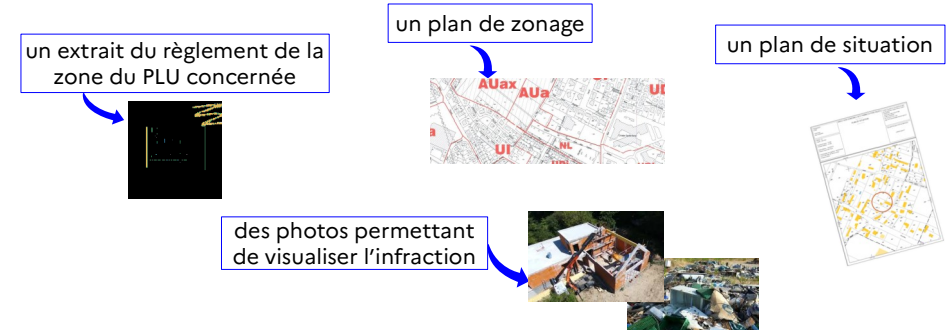 un extrait du règlement de la
zone du PLU concernée
un plan de zonage
un plan de situation
AUax
AUa
UI
NL
des photos permettant
de visualiser l’infraction